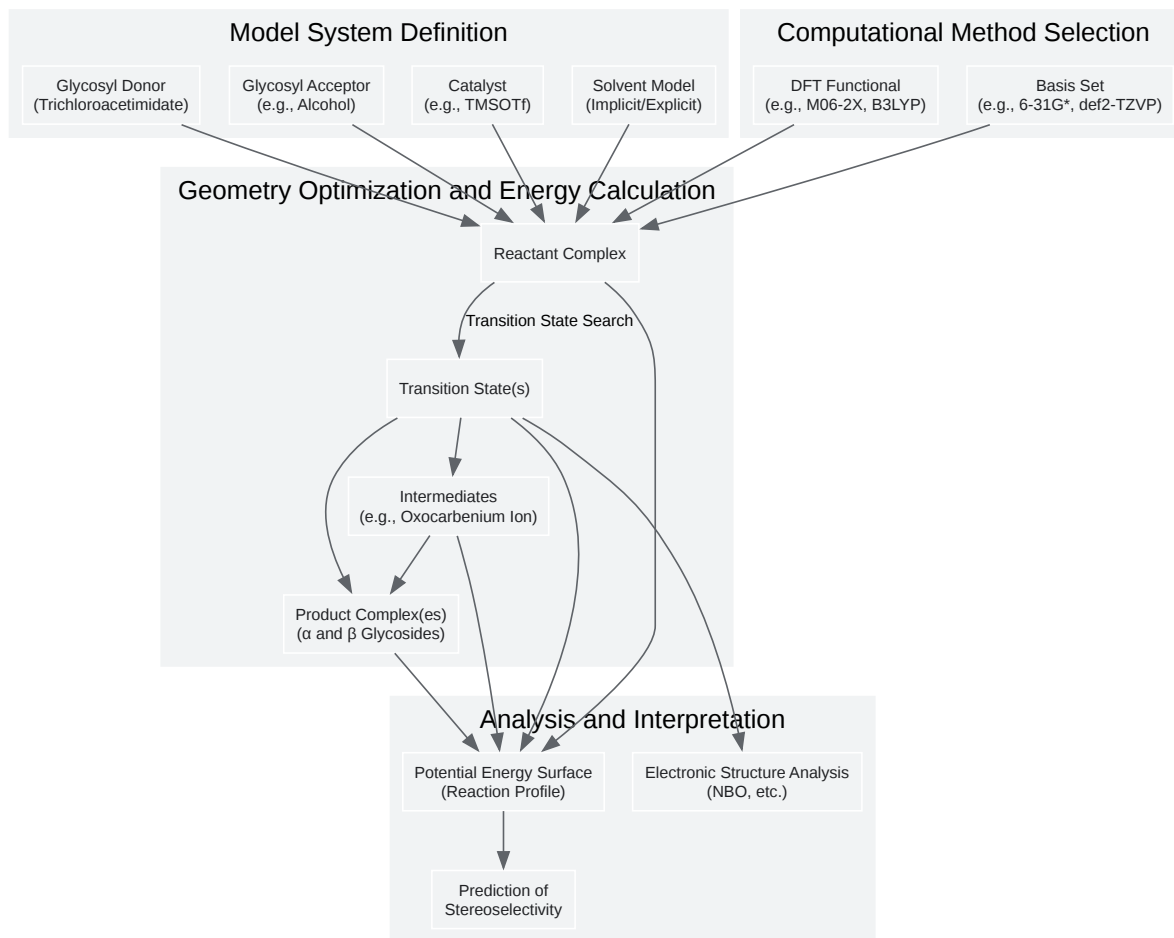 Model System Definition
Computational Method Selection
Glycosyl Donor
(Trichloroacetimidate)
Glycosyl Acceptor
(e.g., Alcohol)
Catalyst
(e.g., TMSOTf)
Solvent Model
(Implicit/Explicit)
DFT Functional
(e.g., M06-2X, B3LYP)
Basis Set
(e.g., 6-31G*, def2-TZVP)
Geometry Optimization and Energy Calculation
Reactant Complex
Transition State Search
Transition State(s)
Intermediates
(e.g., Oxocarbenium Ion)
Product Complex(es)
(α and β Glycosides)
Analysis and Interpretation
Potential Energy Surface
(Reaction Profile)
Electronic Structure Analysis
(NBO, etc.)
Prediction of
Stereoselectivity